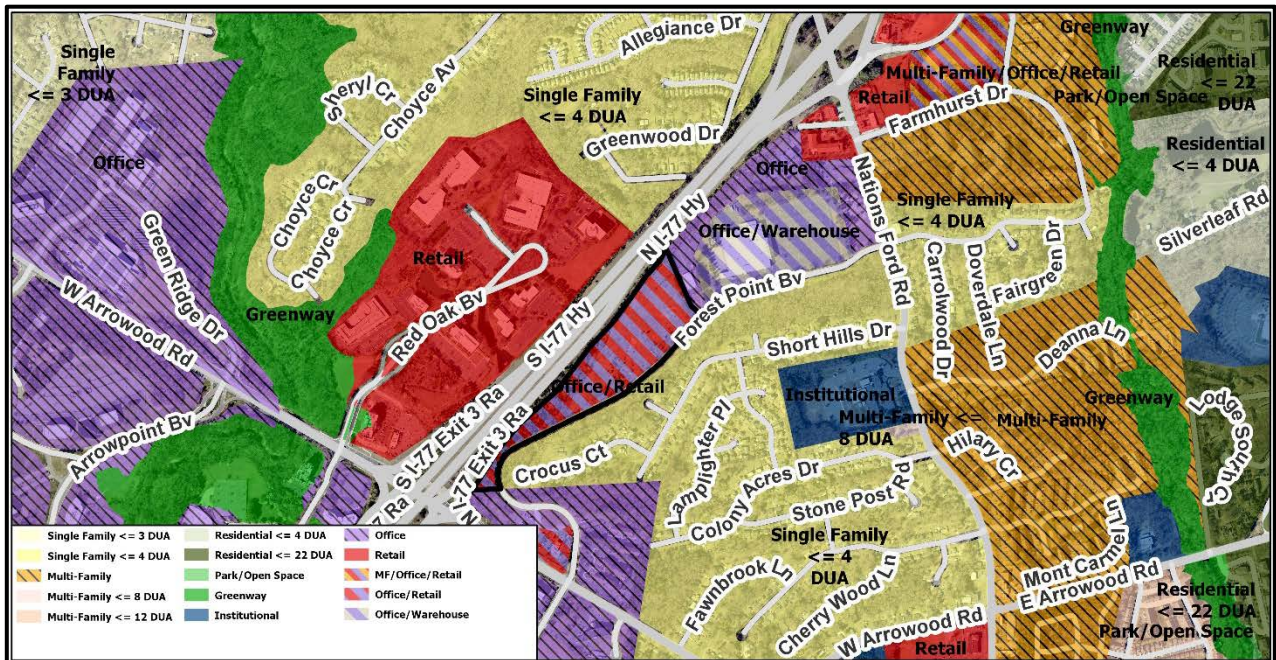 Allegiance Dr
Greenway
Single
Family
<= 3 DUA
Sheryl Cr
Choyce Av
Single Family
<= 4 DUA
Multi-Family/Office/Retail
Park/Open Space
Residential
<= 22
DUA
Retail
Farmhurst Dr
Greenwood Dr
Office
Office
Residential
<= 4 DUA
Choyce Cr
Choyce Cr
Nations Ford Rd
Single Family
<= 4 DUA
Silverleaf Rd
Green Ridge Dr
Retail
N I-77 Hy
Office/Warehouse
Carrolwood Dr
Doverdale Ln
Fairgreen Dr
W Arrowood Rd
Greenway
Red Oak Bv
S I-77 Hy
Forest Point Bv
Short Hills Dr
Deanna Ln
Office/Retail
Institutional
Greenway
Arrowpoint Bv
S I-77 Exit 3 Ra
-77 Exit 3 Ra
Multi-Family <=
8 DUA
Multi-Family
Lodge South Cr
Crocus Ct
Lamplighter Pl
Colony Acres Dr
Hilary Cr
7 Ra
77 N
Stone Post Rd
Single Family
<= 4
DUA
Mont Carmel Ln
Fawnbrook Ln
Cherry Wood Ln
E Arrowood Rd
W Arrowood Rd
Retail
Residential
<= 22 DUA
Park/Open Space
Single Family <= 3 DUA
Single Family <= 4 DUA
Multi-Family
Multi-Family <= 8 DUA
Multi-Family <= 12 DUA
Residential <= 4 DUA
Residential <= 22 DUA
Park/Open Space
Greenway
Institutional
Office
Retail
MF/Office/Retail
Office/Retail
Office/Warehouse